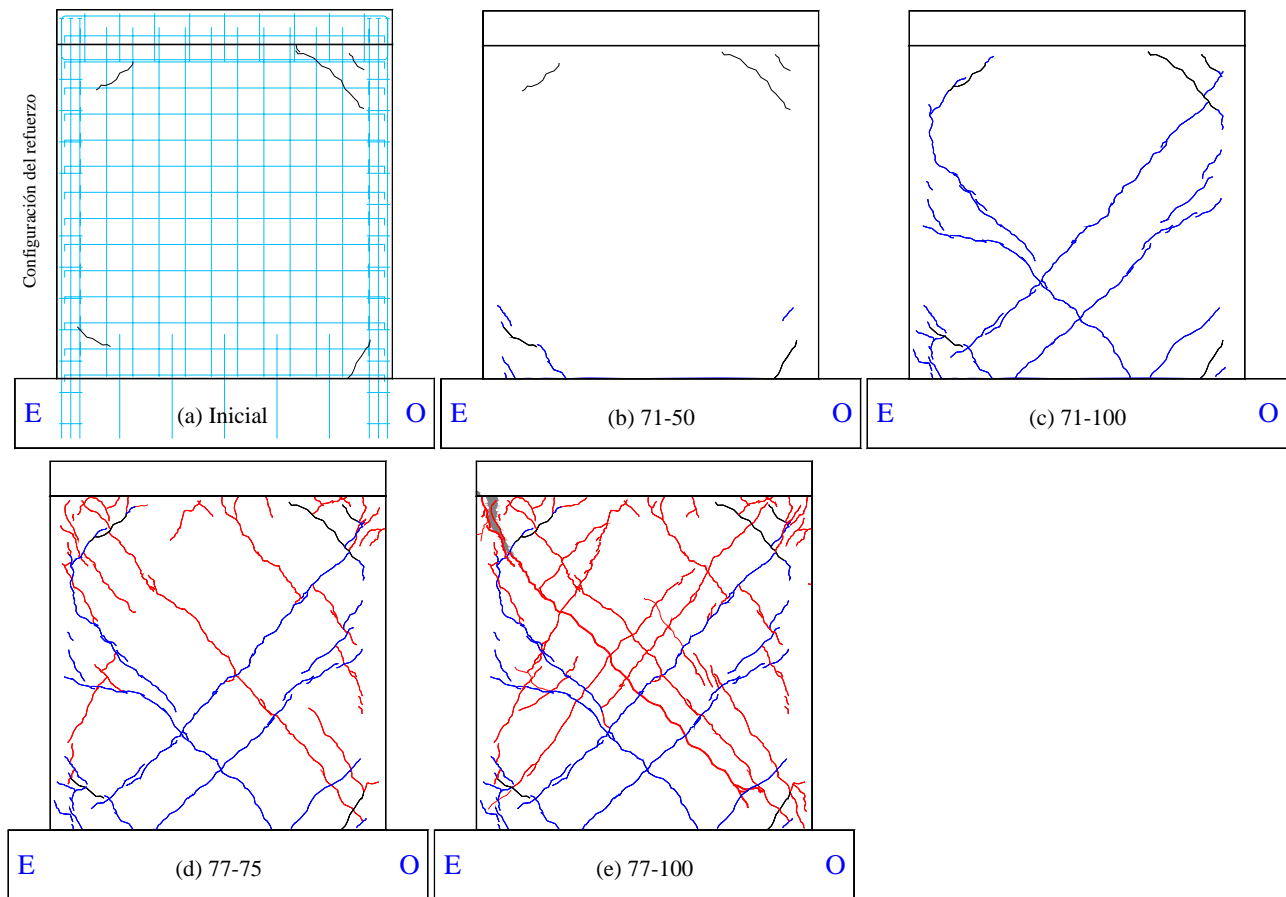 Configuración del refuerzo
E (a) Inicial O
E (b) 71-50 O
E (c) 71-100
E (d) 77-75 O
E (e) 77-100 O